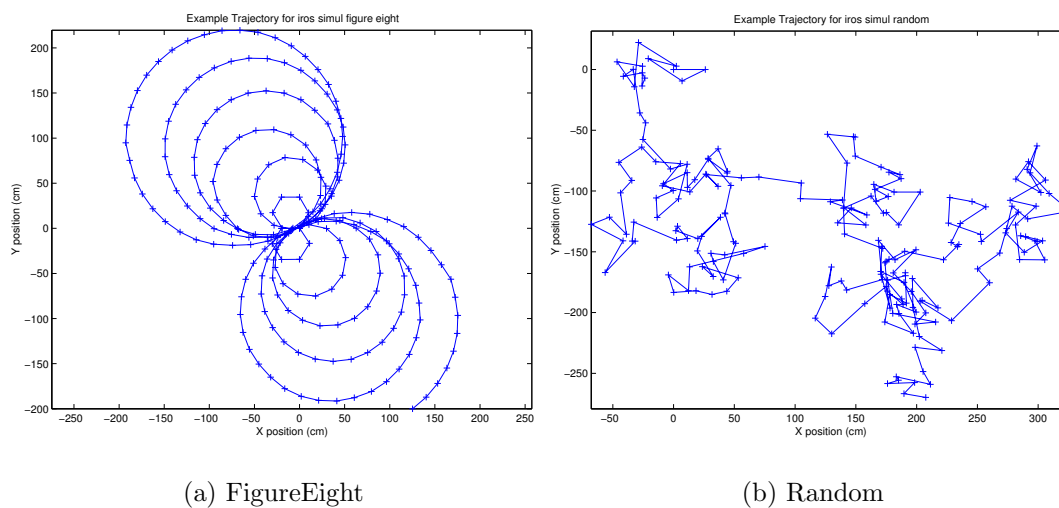 Example Trajectory for iros simul figure eight
200
150
100
50
0
−50
−100
−150
−200
Y position (cm)
−250 −200 −150 −100 −50 0 50 100 150 200 250
X position (cm)
(a) FigureEight
Example Trajectory for iros simul random
0
−50
−100
−150
−200
−250
Y position (cm)
−50 0 50 100 150 200 250 300
X position (cm)
(b) Random